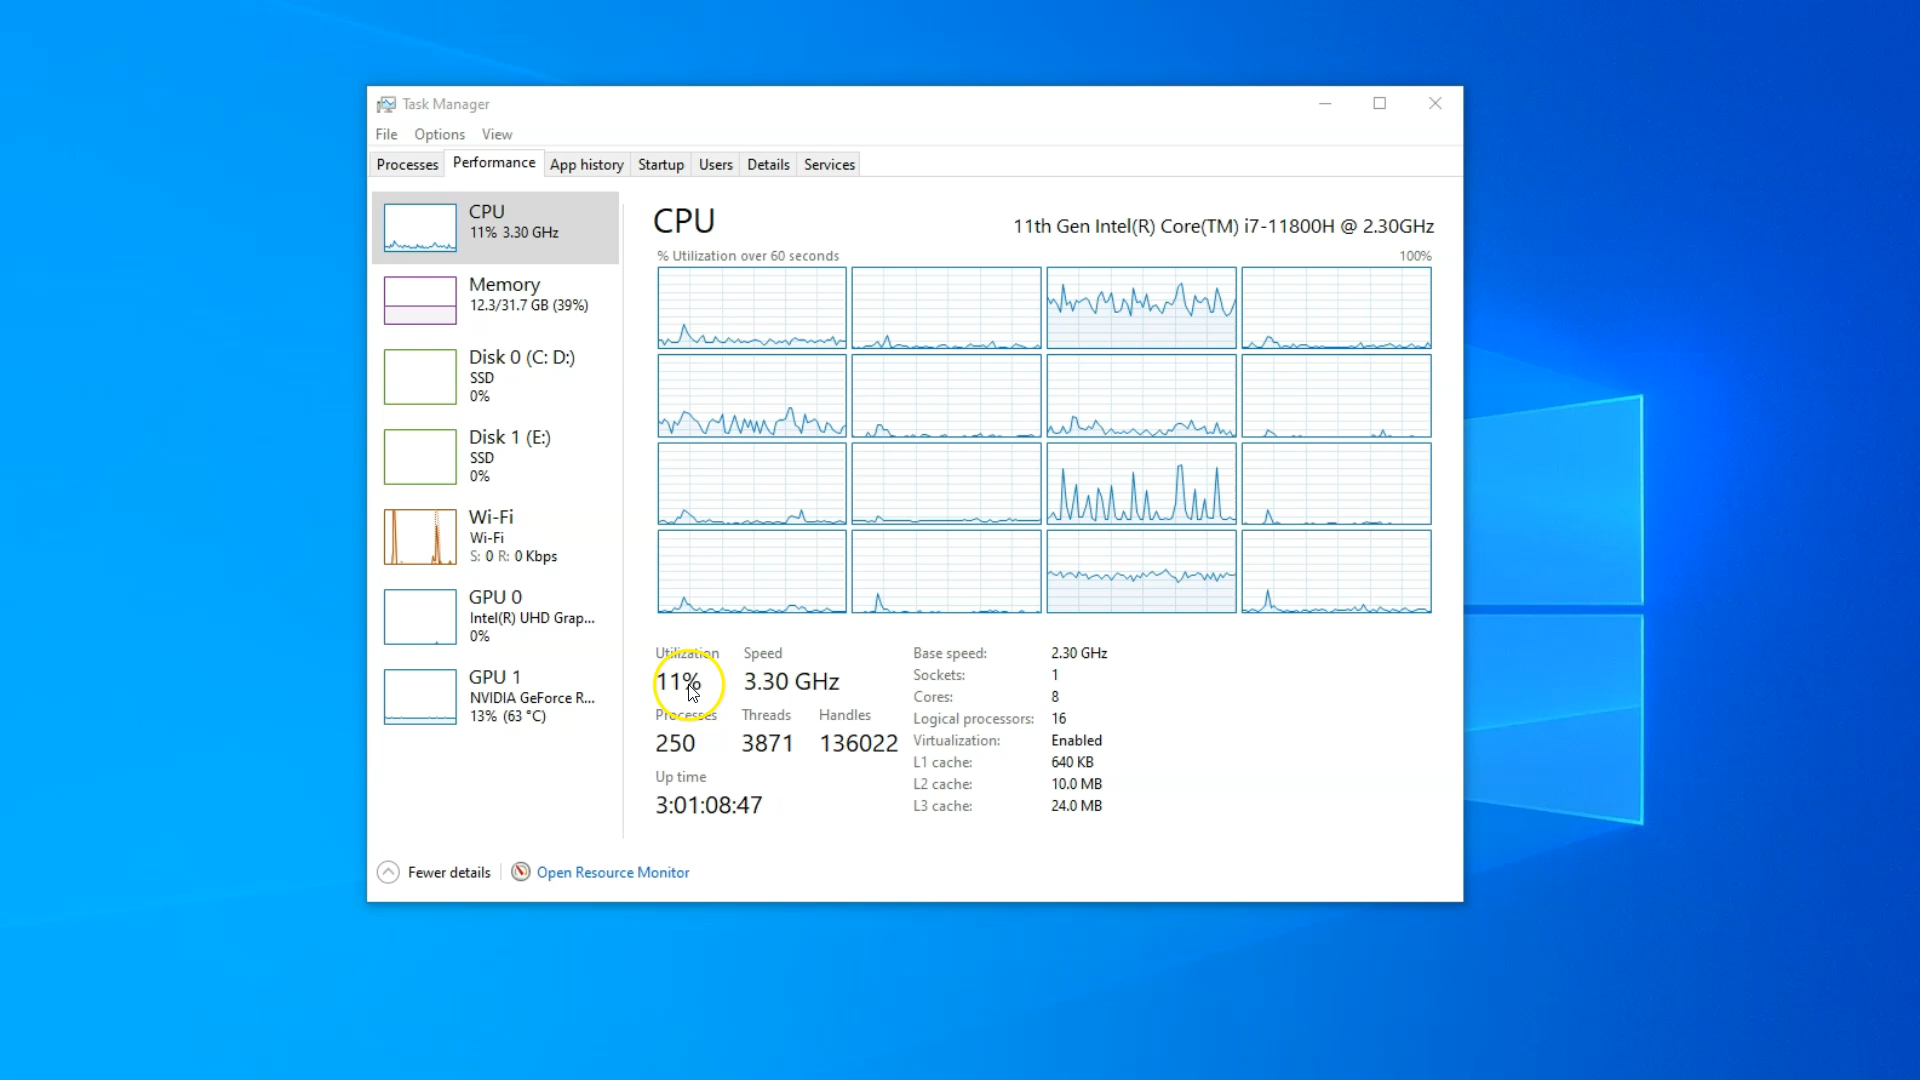 Task Manager
File Options View
Processes Performance App history Startup Users Details Services
CPU
11% 3.30 GHz
Memory
12.3/31.7 GB (39%)
Disk 0 (C: D:)
SSD
0%
Disk 1 (E:)
SSD
0%
Wi-Fi
Wi-Fi
S: 0 R: 0 Kbps
GPU 0
Intel(R) UHD Grap...
0%
GPU 1
NVIDIA GeForce R...
13% (63 °C)
CPU 11th Gen Intel(R) Core(TM) i7-11800H @ 2.30GHz
% Utilization over 60 seconds 100%
Utilization Speed
11% 3.30 GHz
Processes Threads Handles
250 3871 136022
Up time
3:01:08:47
Base speed: 2.30 GHz
Sockets: 1
Cores: 8
Logical processors: 16
Virtualization: Enabled
L1 cache: 640 KB
L2 cache: 10.0 MB
L3 cache: 24.0 MB
Fewer details Open Resource Monitor